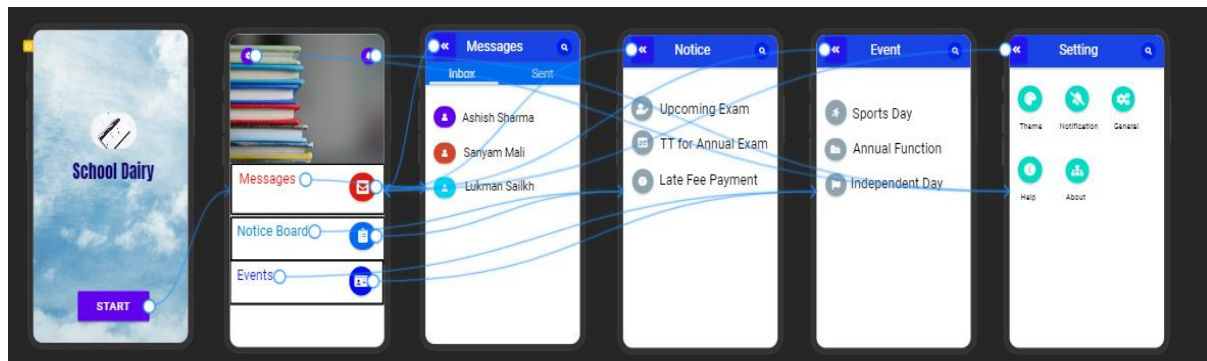 School Dairy
START
Messages
Notice Board
Events
Messages
Inbox
Sent
Ashish Sharma
Sanyam Mali
Lukman Sailkh
Notice
Upcoming Exam
TT for Annual Exam
Late Fee Payment
Event
Sports Day
Annual Function
Independent Day
Setting
Theme
Notification
General
Help
About